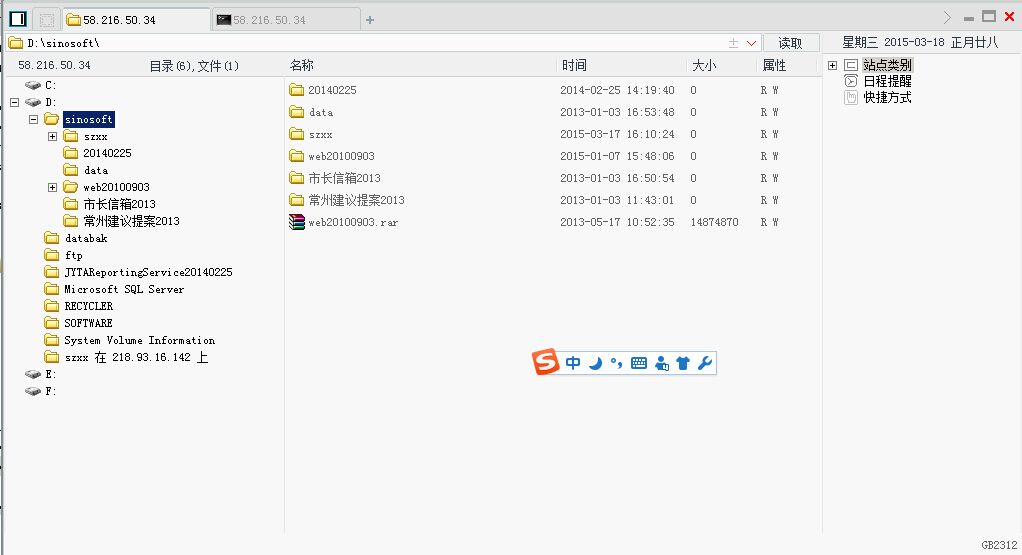 58.216.50.34
58.216.50.34
D:\sinosoft\
读取
星期三 2015-03-18 正月廿八
58.216.50.34
目录(6),文件(1)
名称
时间
大小
属性
C:
D:
sinosoft
szxx
20140225
data
web20100903
市长信箱2013
常州建议提案2013
databak
ftp
JYTAReportingService20140225
Microsoft SQL Server
RECYCLER
SOFTWARE
System Volume Information
szxx 在 218.93.16.142 上
E:
F:
20140225 2014-02-25 14:19:40 0 R W
data 2013-01-03 16:53:48 0 R W
szxx 2015-03-17 16:10:24 0 R W
web20100903 2015-01-07 15:48:06 0 R W
市长信箱2013 2013-01-03 16:50:54 0 R W
常州建议提案2013 2013-01-03 11:43:01 0 R W
web20100903.rar 2013-05-17 10:52:35 14874870 R W
站点类别
日程提醒
快捷方式
S 中
GB2312